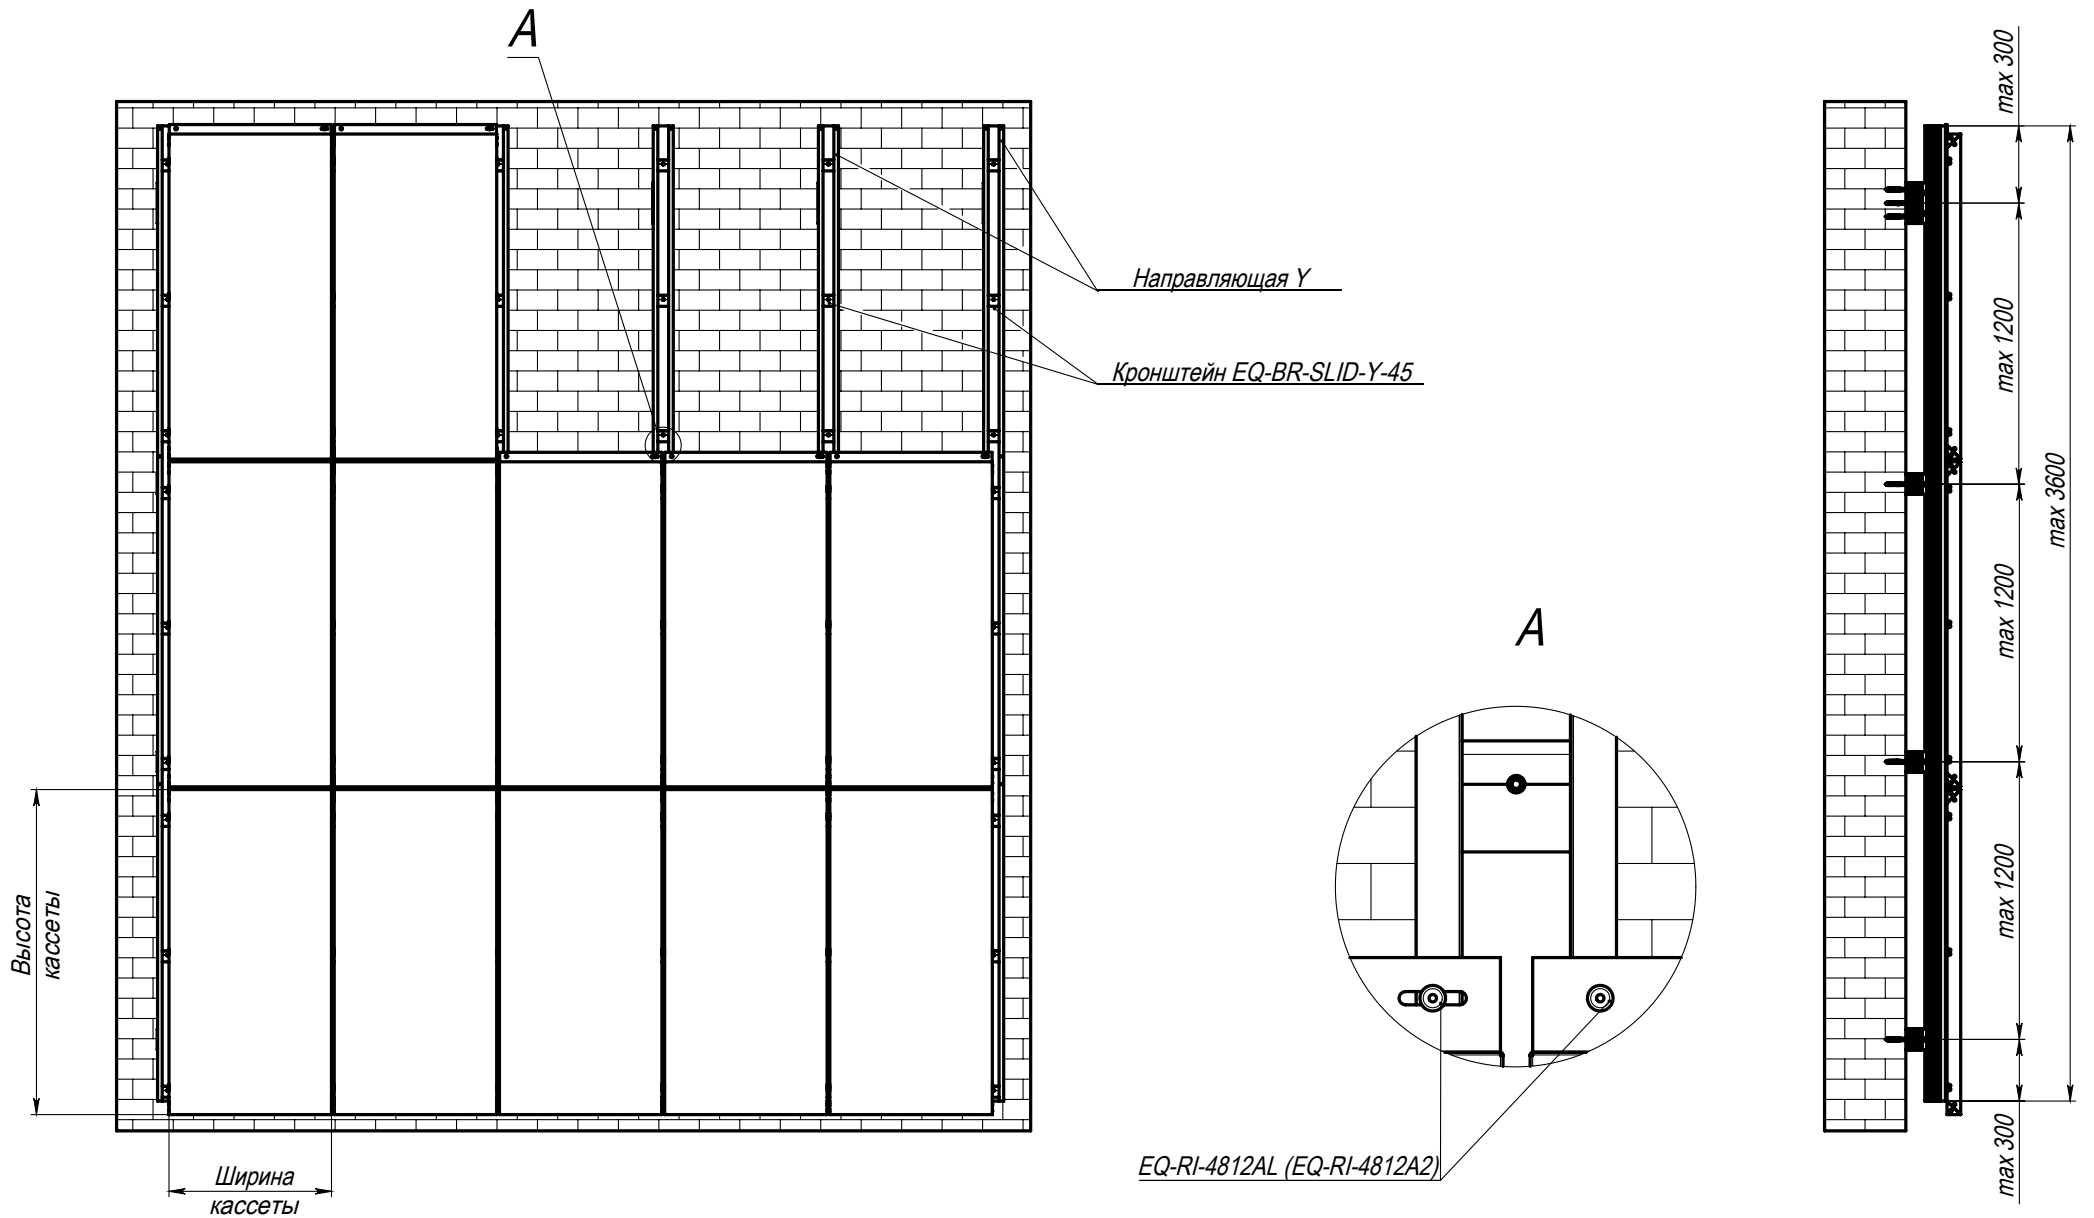 A
Направляющая Y
Кронштейн EQ-BR-SLID-Y-45
A
EQ-RI-4812AL (EQ-RI-4812A2)
Высота
кассеты
Ширина
кассеты
max 300
max 1200
max 1200
max 1200
max 300
max 3600